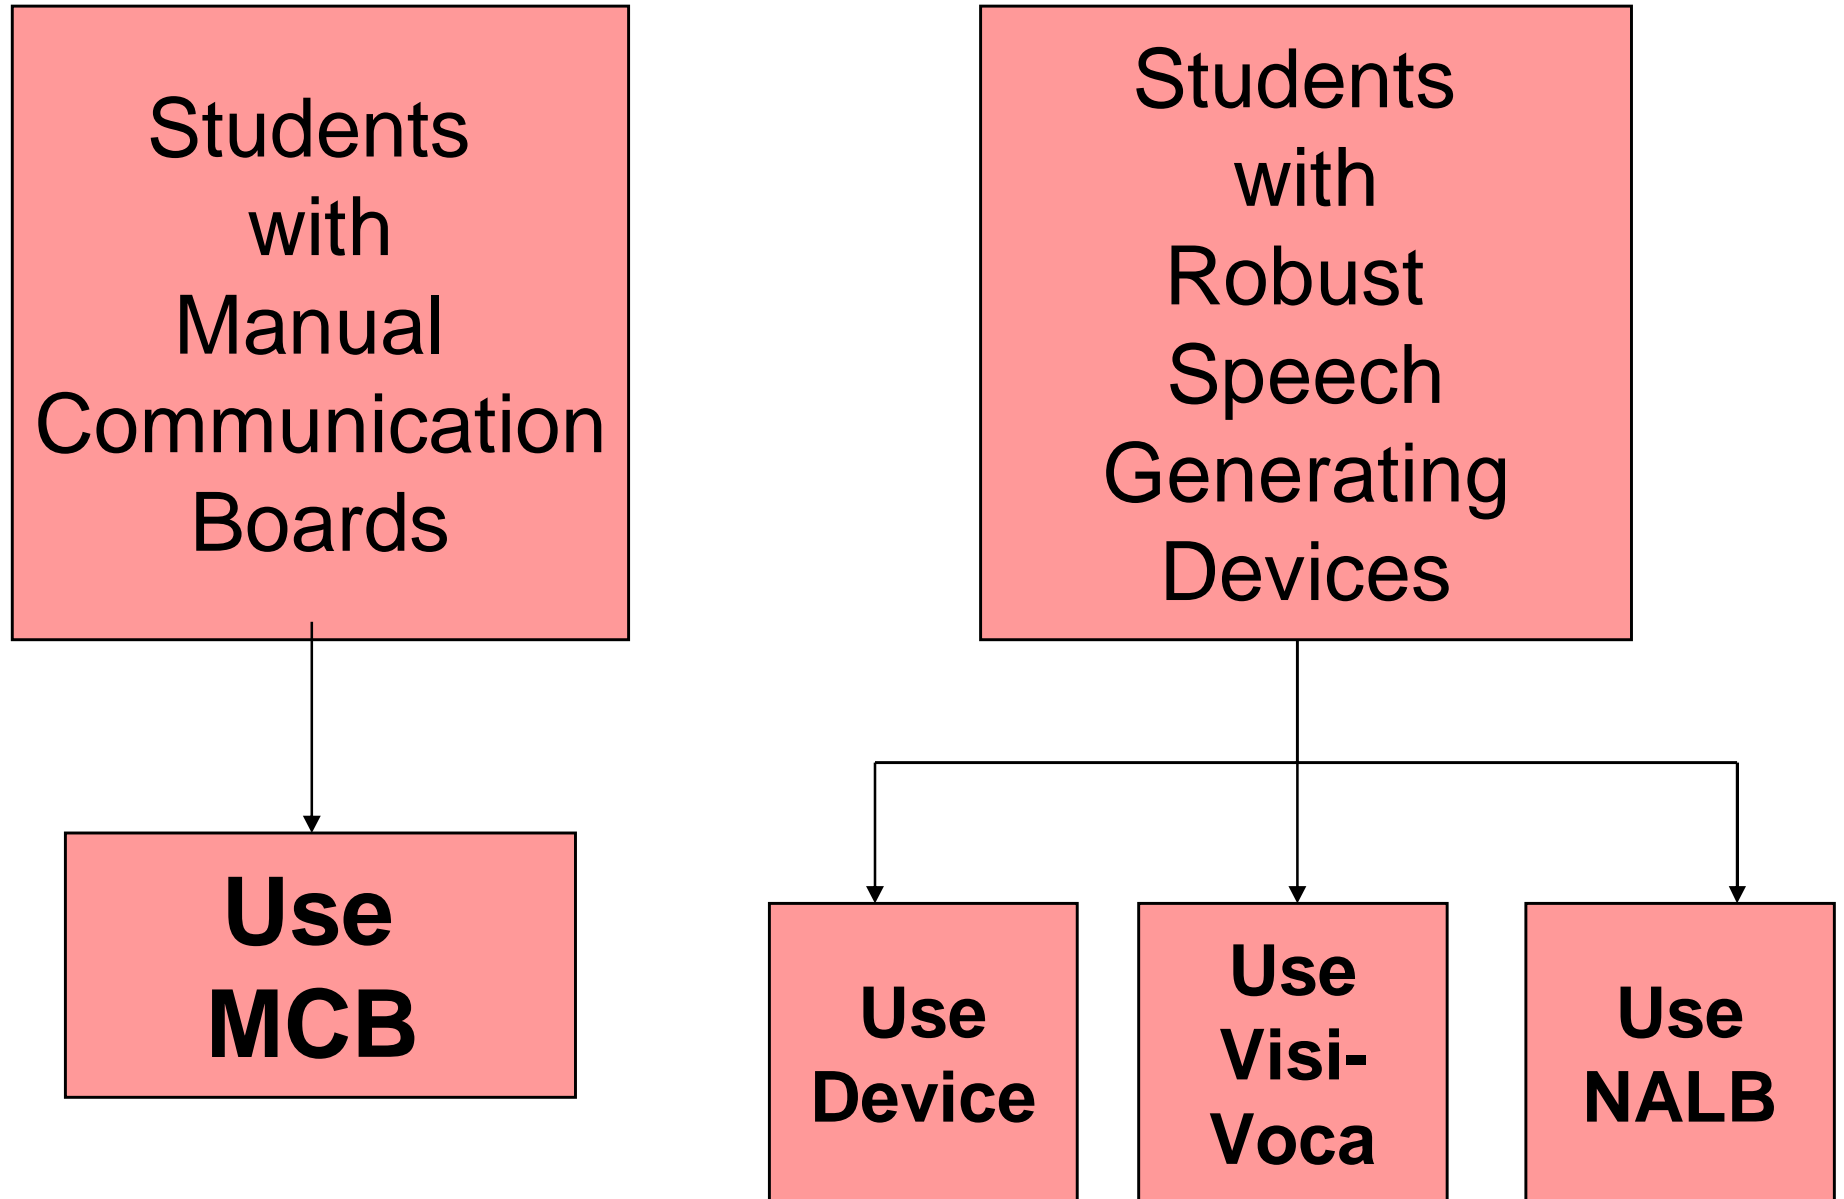 Students
with
Manual
Communication
Boards
Students
with
Robust
Speech
Generating
Devices
Use
MCB
Use
Device
Use
Visi-
Voca
Use
NALB